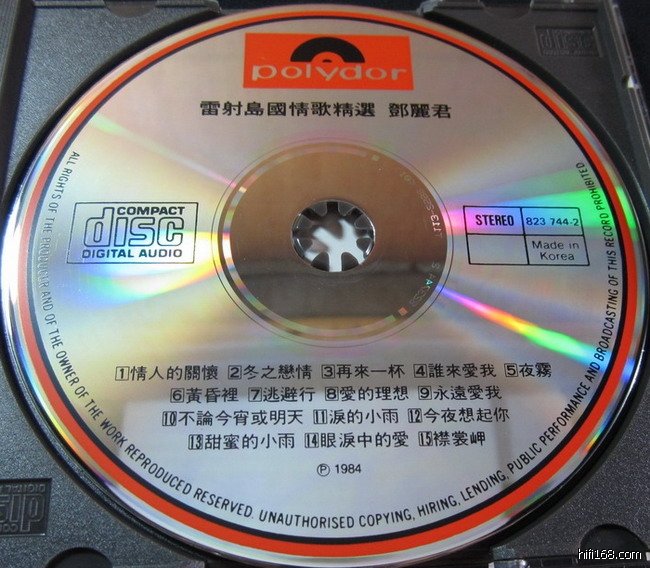 polydor
雷射島國情歌精選 鄧麗君
COMPACT
disc
DIGITAL AUDIO
STEREO 823 744-2
Made in
Korea
1情人的關懷 2冬之戀情 3再來一杯 4誰來愛我 5夜霧
6黃昏裡 7逃避行 8愛的理想 9永遠愛我
10不論今宵或明天 11淚的小雨 12今夜想起你
13甜蜜的小雨 14眼淚中的愛 15襟裳岬
℗ 1984
ALL RIGHTS OF THE PRODUCER AND OF THE OWNER OF THE WORK REPRODUCED RESERVED. UNAUTHORISED COPYING, HIRING, LENDING, PUBLIC PERFORMANCE AND BROADCASTING OF THIS RECORD PROHIBITED
hifi168.com